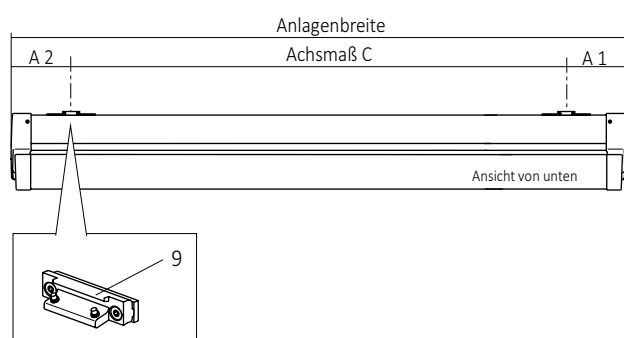 Anlagenbreite
A 2
Achsmaß C
A 1
Ansicht von unten
9